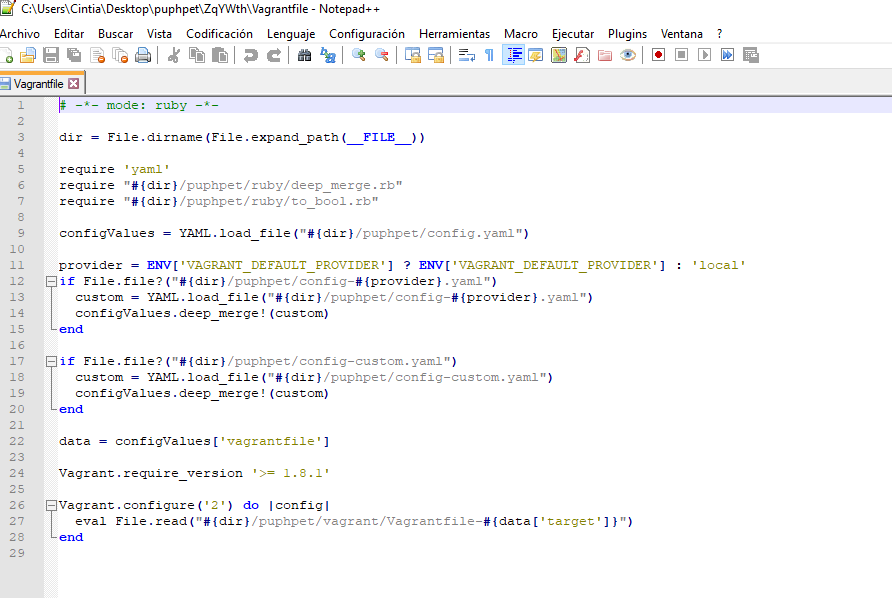 C:\Users\Cintia\Desktop\puphpet\ZqYWth\Vagrantfile - Notepad++
Archivo Editar Buscar Vista Codificación Lenguaje Configuración Herramientas Macro Ejecutar Plugins Ventana ?
Vagrantfile
1 # -*- mode: ruby -*-
2
3 dir = File.dirname(File.expand_path(__FILE__))
4
5 require 'yaml'
6 require "#{dir}/puphpet/ruby/deep_merge.rb"
7 require "#{dir}/puphpet/ruby/to_bool.rb"
8
9 configValues = YAML.load_file("#{dir}/puphpet/config.yaml")
10
11 provider = ENV['VAGRANT_DEFAULT_PROVIDER'] ? ENV['VAGRANT_DEFAULT_PROVIDER'] : 'local'
12 if File.file?("#{dir}/puphpet/config-#{provider}.yaml")
13   custom = YAML.load_file("#{dir}/puphpet/config-#{provider}.yaml")
14   configValues.deep_merge!(custom)
15 end
16
17 if File.file?("#{dir}/puphpet/config-custom.yaml")
18   custom = YAML.load_file("#{dir}/puphpet/config-custom.yaml")
19   configValues.deep_merge!(custom)
20 end
21
22 data = configValues['vagrantfile']
23
24 Vagrant.require_version '>= 1.8.1'
25
26 Vagrant.configure('2') do |config|
27   eval File.read("#{dir}/puphpet/vagrant/Vagrantfile-#{data['target']}")
28 end
29